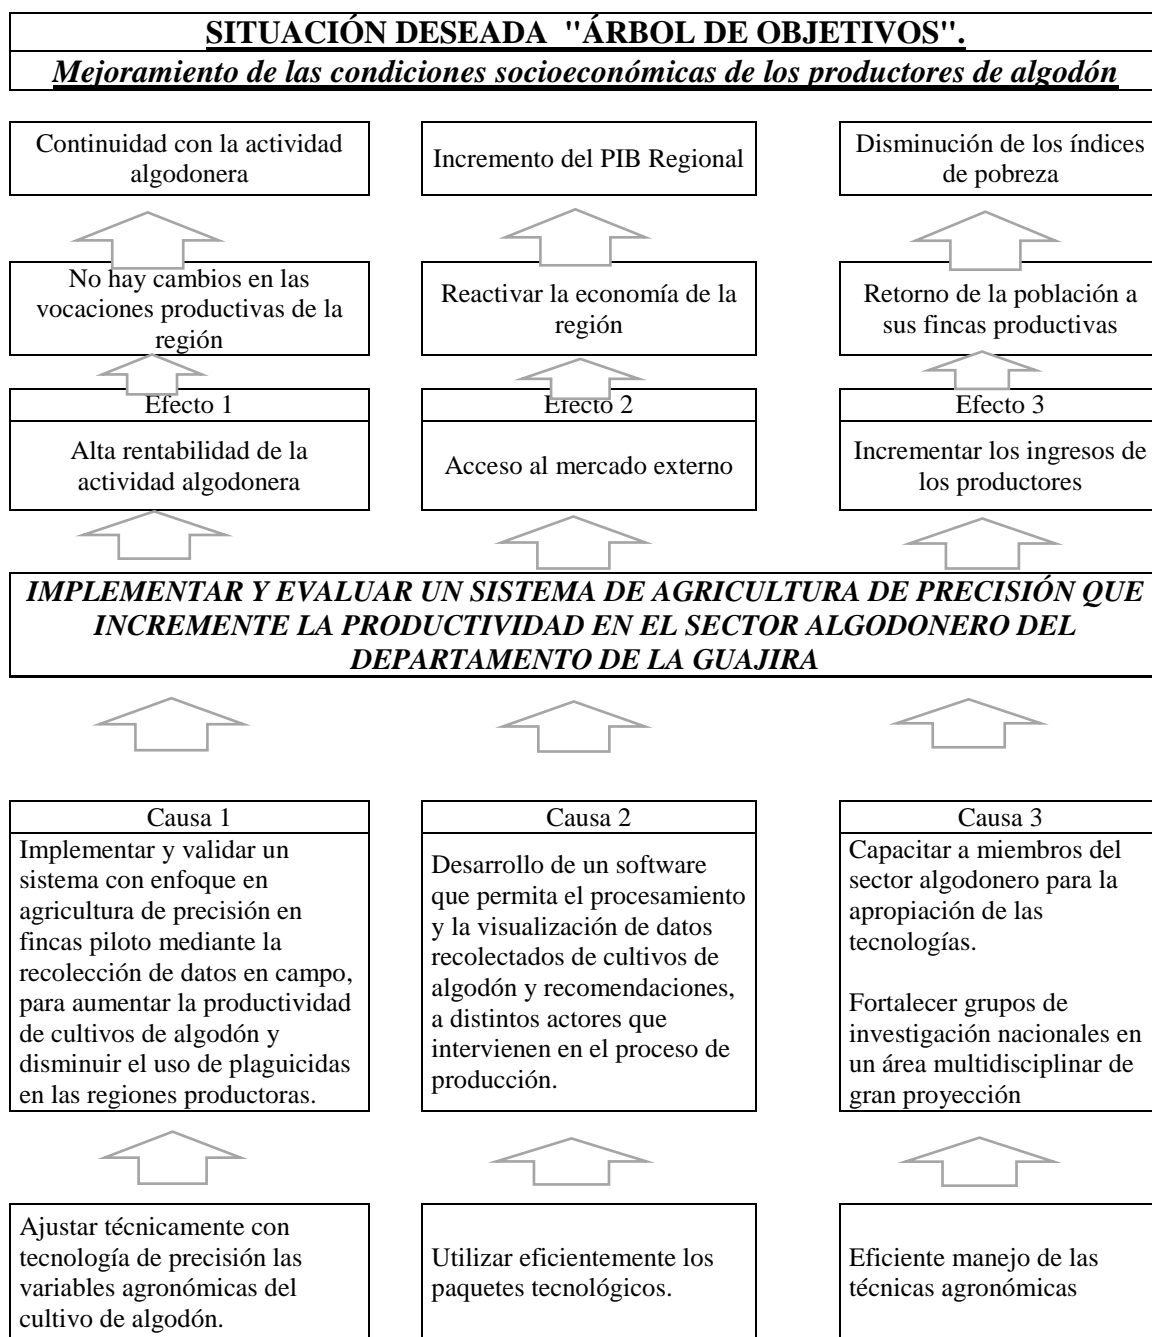 SITUACIÓN DESEADA "ÁRBOL DE OBJETIVOS".
Mejoramiento de las condiciones socioeconómicas de los productores de algodón
Continuidad con la actividad
algodonera
Incremento del PIB Regional
Disminución de los índices
de pobreza
No hay cambios en las
vocaciones productivas de la
región
Reactivar la economía de la
región
Retorno de la población a
sus fincas productivas
Efecto 1
Alta rentabilidad de la
actividad algodonera
Efecto 2
Acceso al mercado externo
Efecto 3
Incrementar los ingresos de
los productores
IMPLEMENTAR Y EVALUAR UN SISTEMA DE AGRICULTURA DE PRECISIÓN QUE
INCREMENTE LA PRODUCTIVIDAD EN EL SECTOR ALGODONERO DEL
DEPARTAMENTO DE LA GUAJIRA
Causa 1
Implementar y validar un
sistema con enfoque en
agricultura de precisión en
fincas piloto mediante la
recolección de datos en campo,
para aumentar la productividad
de cultivos de algodón y
disminuir el uso de plaguicidas
en las regiones productoras.
Causa 2
Desarrollo de un software
que permita el procesamiento
y la visualización de datos
recolectados de cultivos de
algodón y recomendaciones,
a distintos actores que
intervienen en el proceso de
producción.
Causa 3
Capacitar a miembros del
sector algodonero para la
apropiación de las
tecnologías.
Fortalecer grupos de
investigación nacionales en
un área multidisciplinar de
gran proyección
Ajustar técnicamente con
tecnología de precisión las
variables agronómicas del
cultivo de algodón.
Utilizar eficientemente los
paquetes tecnológicos.
Eficiente manejo de las
técnicas agronómicas